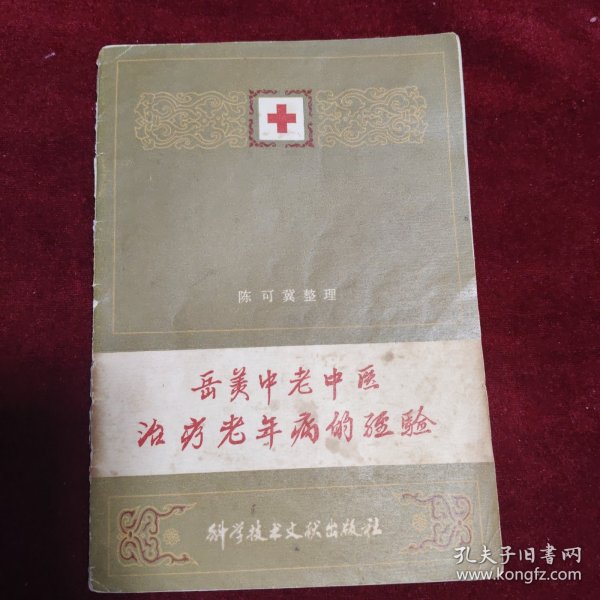 陈可冀整理
岳美中老中医
治疗老年病的经验
科学技术文献出版社
孔夫子旧书网
www.kongfz.com